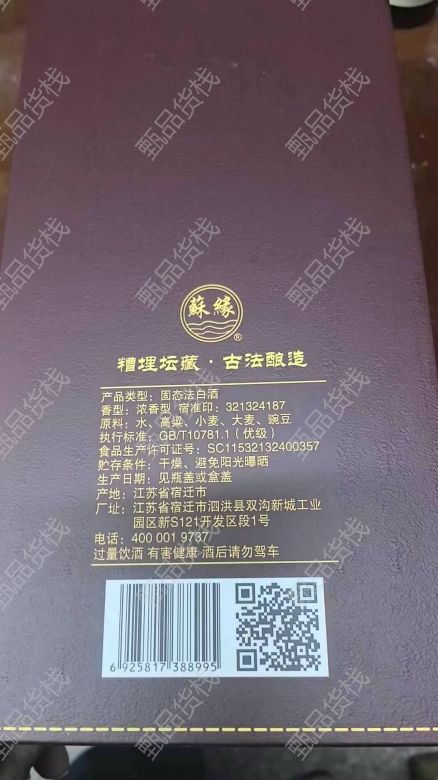 蘇緣
®
糟埋坛藏·古法酿造
产品类型：固态法白酒
香型：浓香型 宿准印：321324187
原料：水、高粱、小麦、大麦、豌豆
执行标准：GB/T10781.1（优级）
食品生产许可证号：SC11532132400357
贮存条件：干燥、避免阳光曝晒
生产日期：见瓶盖或盒盖
产地：江苏省宿迁市
厂址：江苏省宿迁市泗洪县双沟新城工业
园区新S121开发区段1号
电话：400 001 9737
过量饮酒 有害健康 酒后请勿驾车
6 925817 388995
甄品货栈